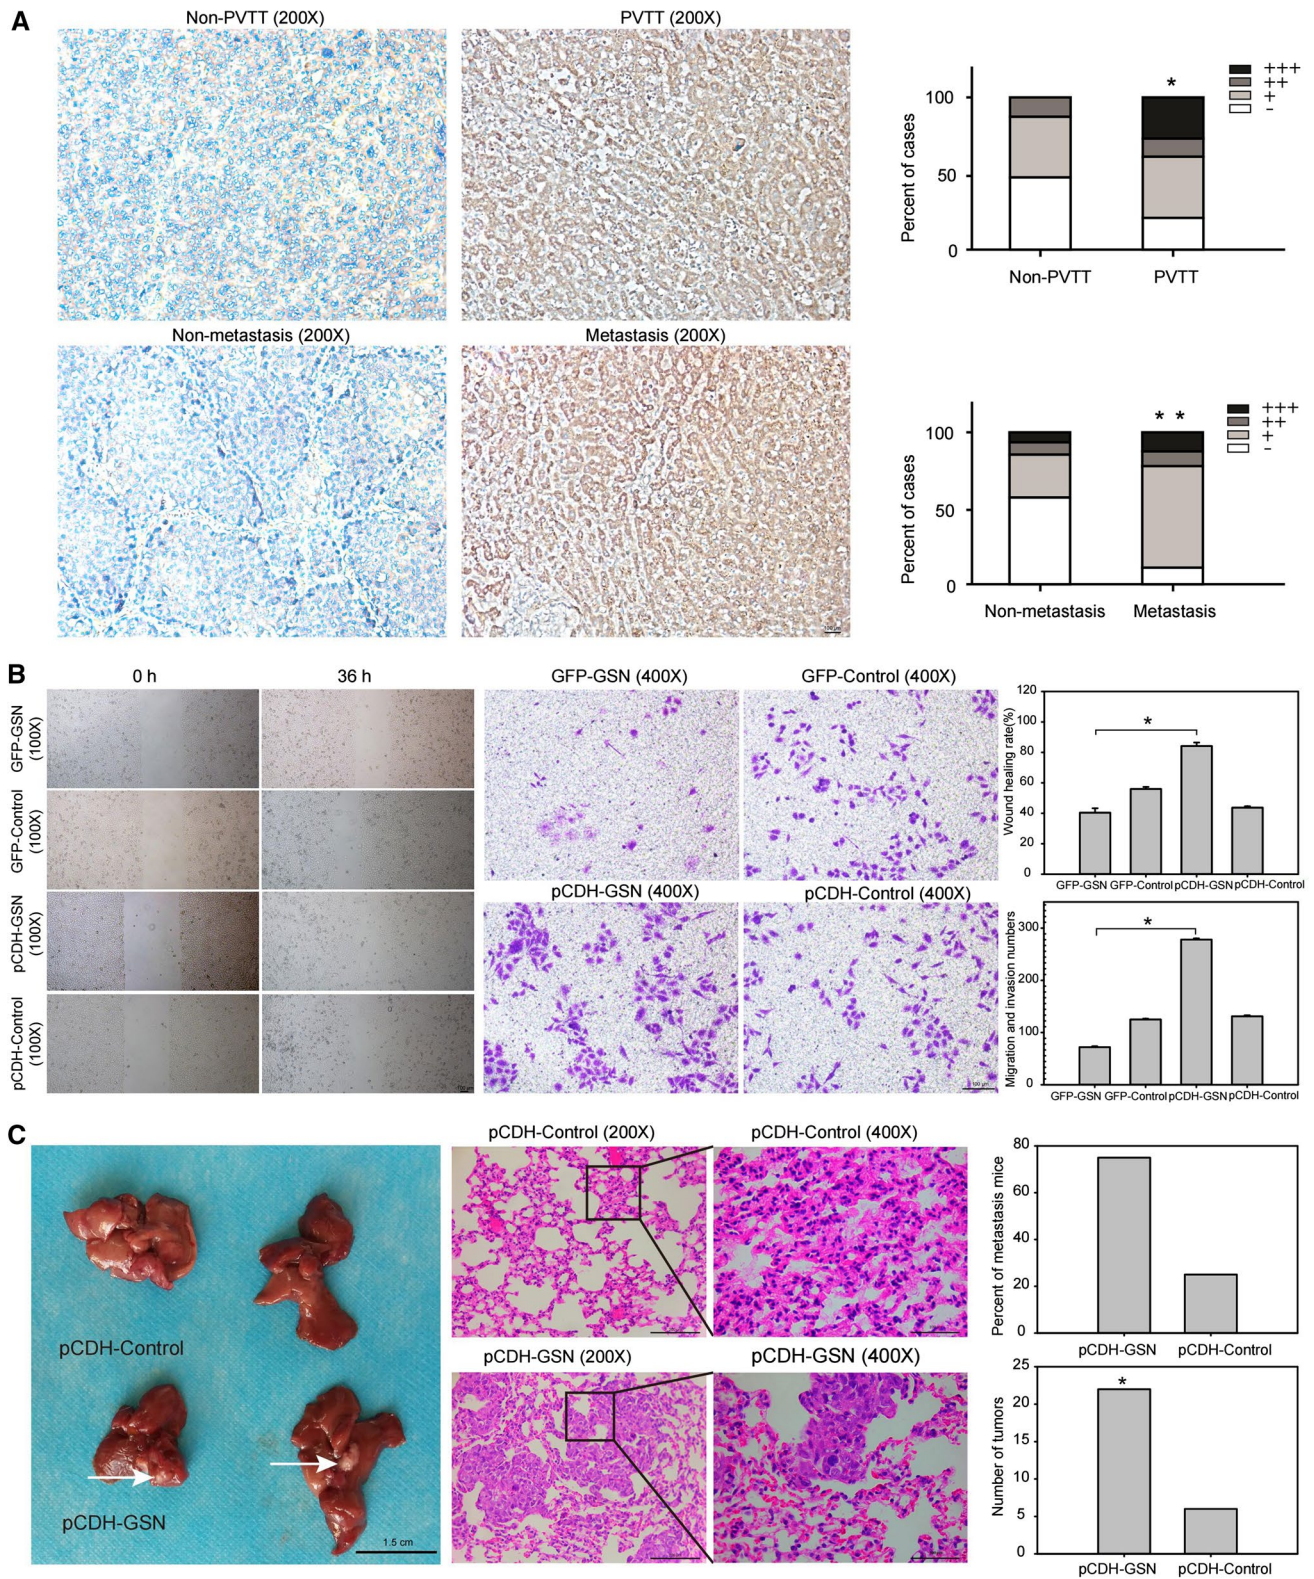 A
Non-PVTT (200X)
PVTT (200X)
Percent of cases
100
50
0
*
+++
++
+
-
Non-PVTT
PVTT
Non-metastasis (200X)
Metastasis (200X)
Percent of cases
100
50
0
* *
+++
++
+
-
Non-metastasis
Metastasis
B
0 h
36 h
GFP-GSN
(100X)
GFP-Control
(100X)
pCDH-GSN
(100X)
pCDH-Control
(100X)
GFP-GSN (400X)
GFP-Control (400X)
pCDH-GSN (400X)
pCDH-Control (400X)
100 μm
Wound healing rate(%)
120
100
80
60
40
20
0
*
GFP-GSN GFP-Control pCDH-GSN pCDH-Control
Migration and invasion numbers
300
200
100
0
*
GFP-GSN GFP-Control pCDH-GSN pCDH-Control
C
pCDH-Control
pCDH-GSN
1.5 cm
pCDH-Control (200X)
pCDH-Control (400X)
pCDH-GSN (200X)
pCDH-GSN (400X)
Percent of metastasis mice
80
60
40
20
0
pCDH-GSN
pCDH-Control
Number of tumors
25
20
15
10
5
0
*
pCDH-GSN
pCDH-Control